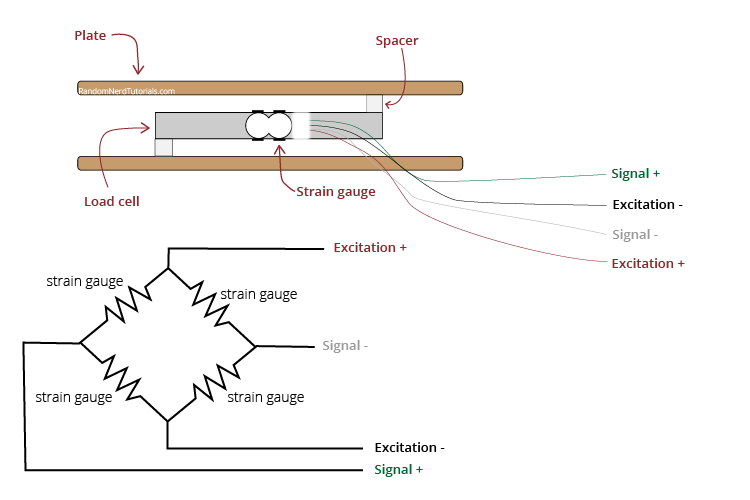 Plate
Spacer
RandomNerdTutorials.com
Load cell
Strain gauge
Signal +
Excitation -
Signal -
Excitation +
Excitation +
strain gauge
strain gauge
Signal -
strain gauge
strain gauge
Excitation -
Signal +